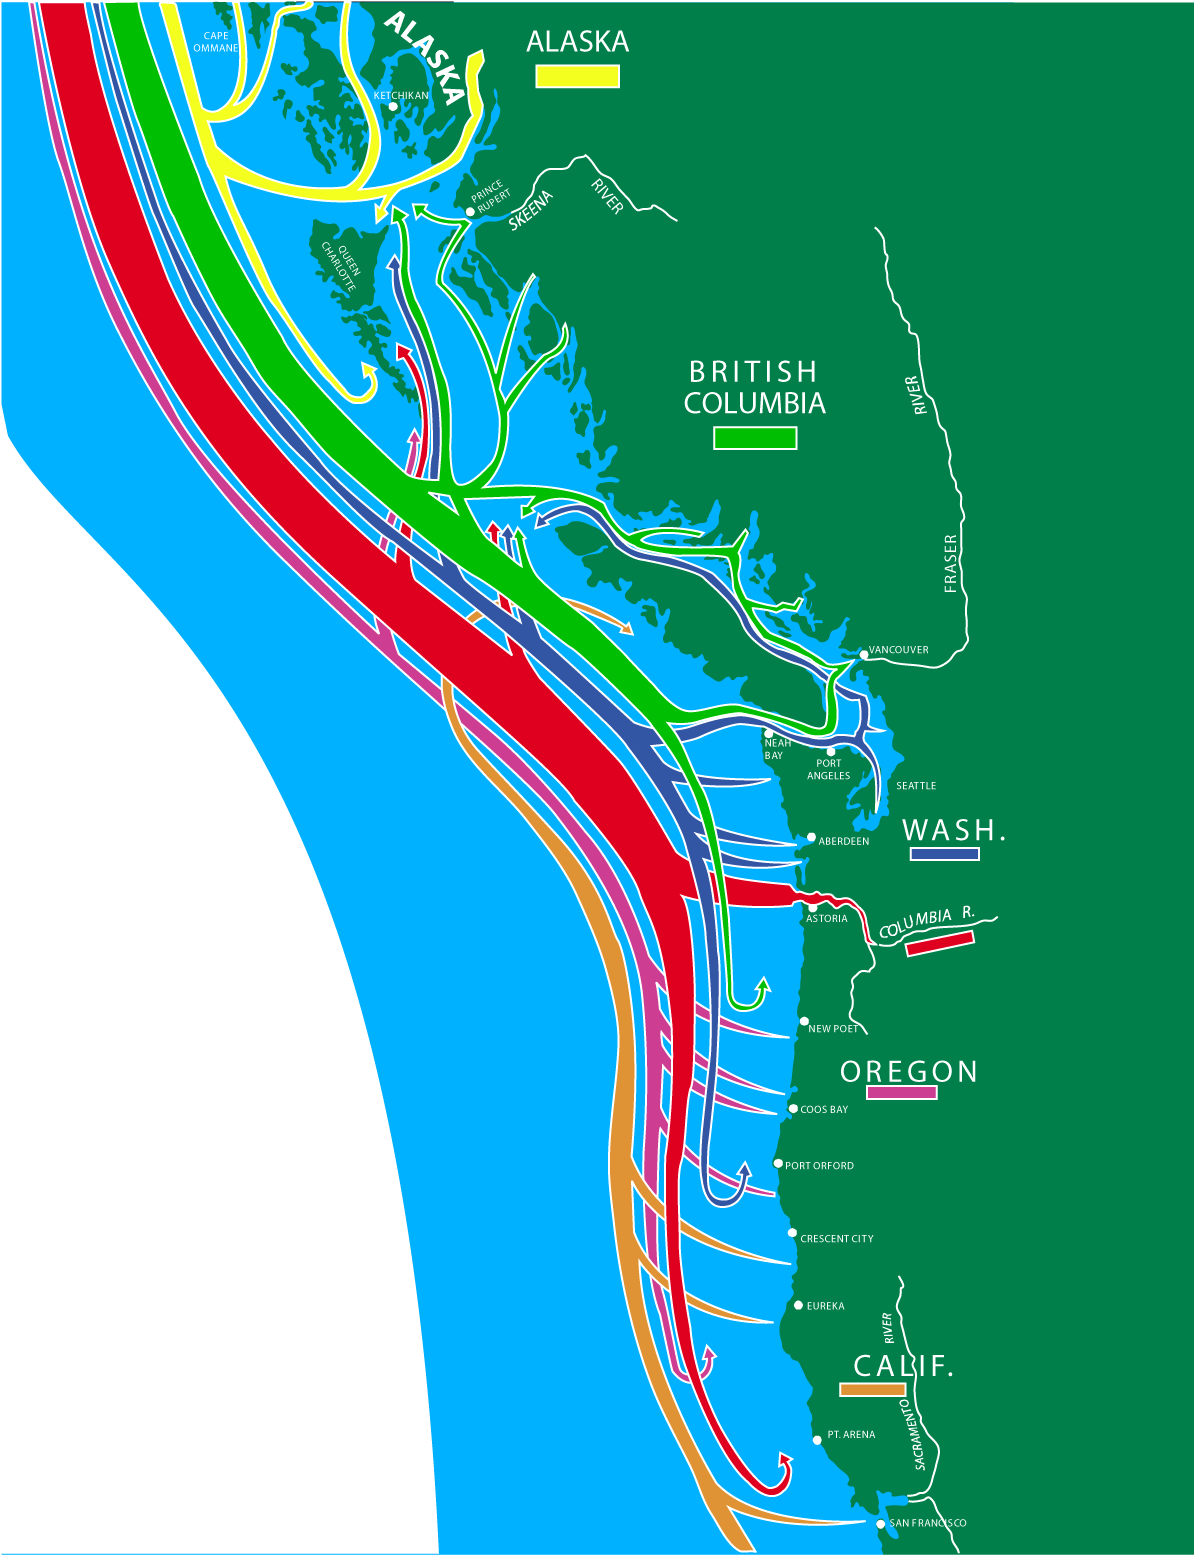 CAPE
OMMANEY
ALASKA
ALASKA
KETCHIKAN
PRINCE
RUPERT
SKEENA
RIVER
QUEEN
CHARLOTTE
BRITISH
COLUMBIA
RIVER
FRASER
VANCOUVER
NEAH
BAY
PORT
ANGELES
SEATTLE
WASH.
ABERDEEN
ASTORIA
COLUMBIA R.
NEW POET
OREGON
COOS BAY
PORT ORFORD
CRESCENT CITY
EUREKA
RIVER
CALIF.
SACRAMENTO
PT. ARENA
SAN FRANCISCO